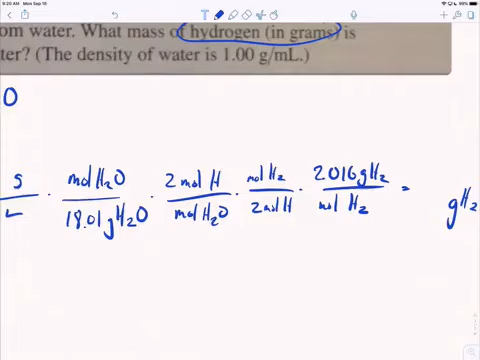 9:20 AM Sun Sep 18
99%
om water. What mass of hydrogen (in grams) is
ter? (The density of water is 1.00 g/mL.)
O
mol H₂O 2 mol H mol H₂ 2.016 g H₂
18.01 g H₂O mol H₂O 2 mol H mol H₂
· · · · =
g H₂